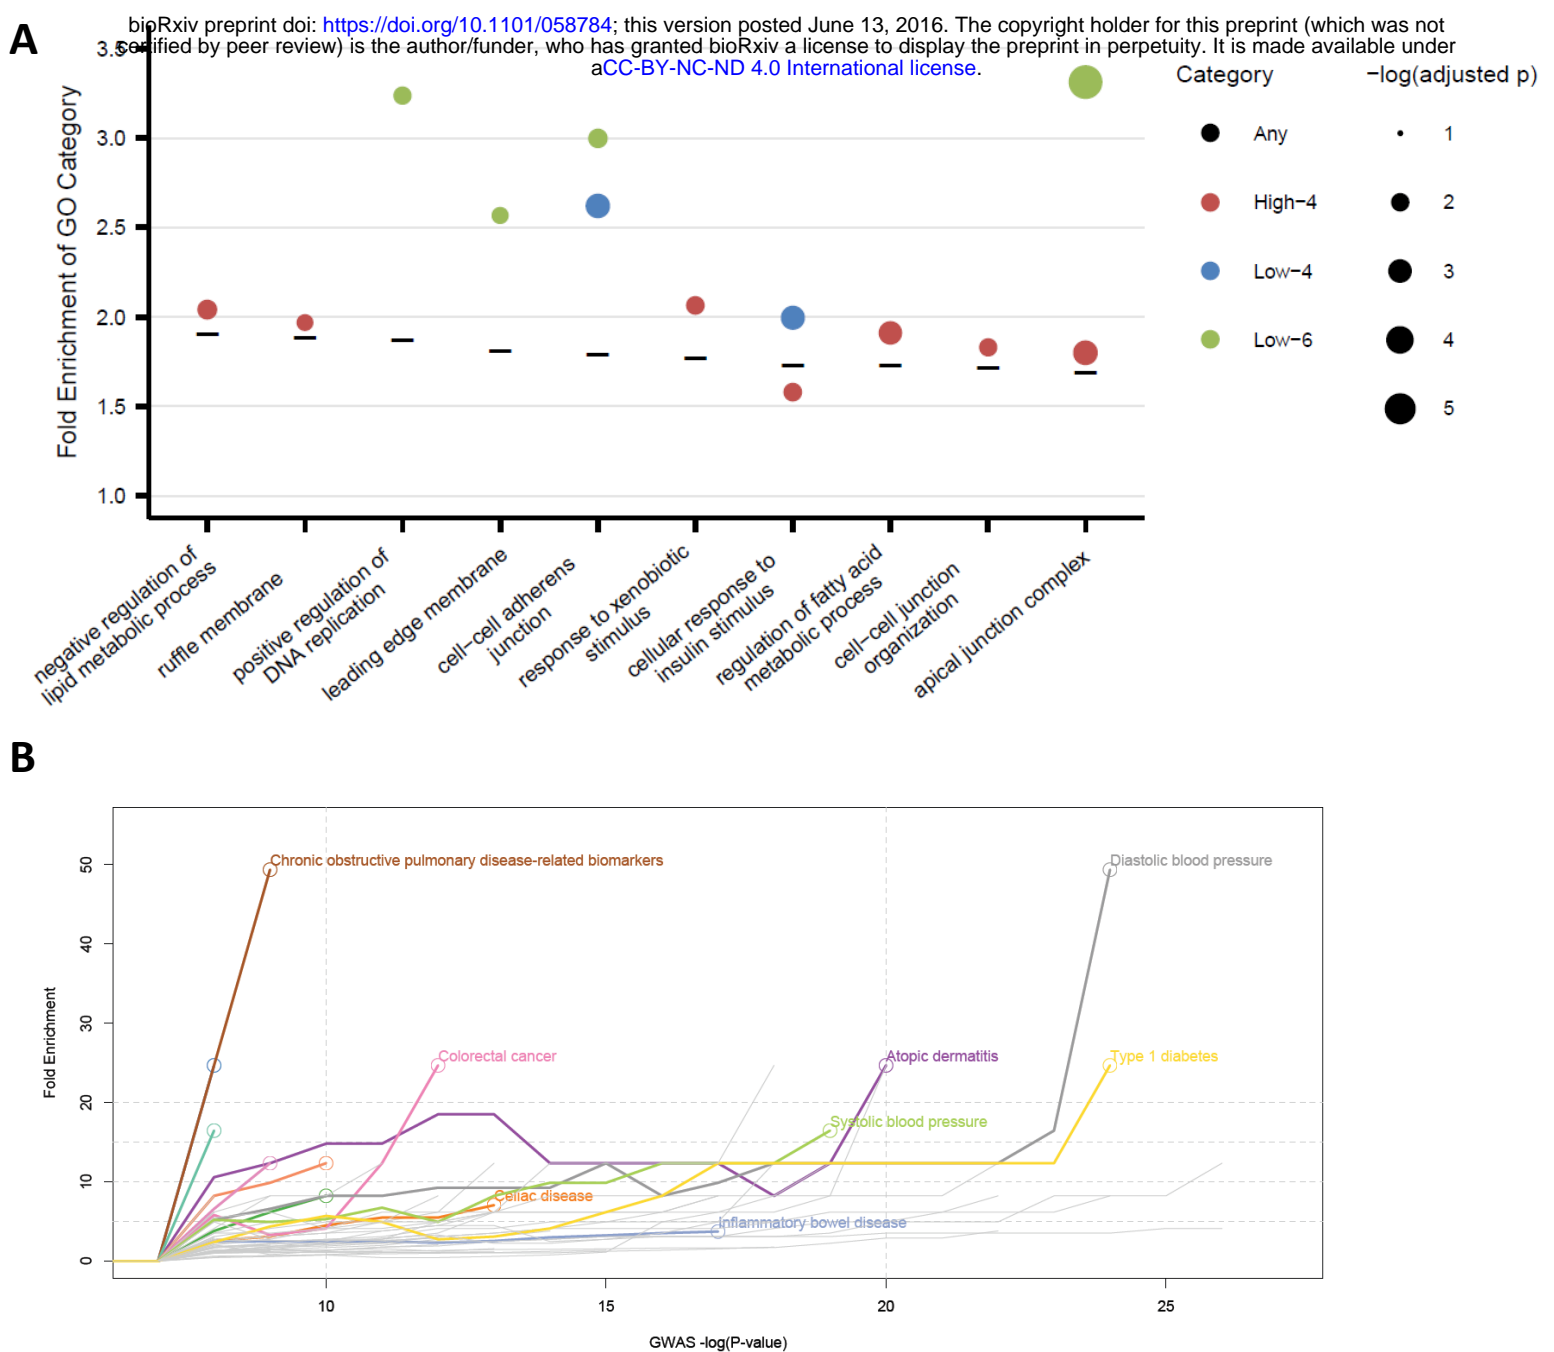 bioRxiv preprint doi: https://doi.org/10.1101/058784; this version posted June 13, 2016. The copyright holder for this preprint (which was not
certified by peer review) is the author/funder, who has granted bioRxiv a license to display the preprint in perpetuity. It is made available under
aCC-BY-NC-ND 4.0 International license.
A
Fold Enrichment of GO Category
3.5
3.0
2.5
2.0
1.5
1.0
negative regulation of
lipid metabolic process
ruffle membrane
positive regulation of
DNA replication
leading edge membrane
cell−cell adherens
junction
response to xenobiotic
stimulus
cellular response to
insulin stimulus
regulation of fatty acid
metabolic process
cell−cell junction
organization
apical junction complex
Category
Any
High−4
Low−4
Low−6
−log(adjusted p)
1
2
3
4
5
B
Fold Enrichment
50
40
30
20
10
0
Chronic obstructive pulmonary disease-related biomarkers
Diastolic blood pressure
Colorectal cancer
Atopic dermatitis
Type 1 diabetes
Systolic blood pressure
Celiac disease
Inflammatory bowel disease
10
15
20
25
GWAS -log(P-value)